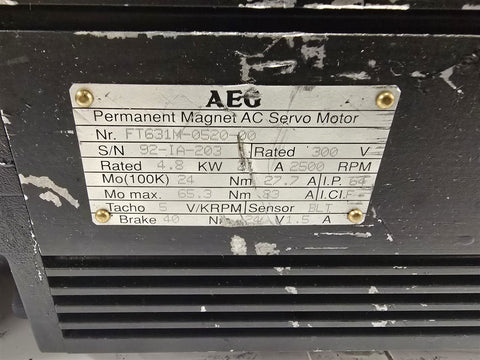 AEG
Permanent Magnet AC Servo Motor
Nr. FT631M-0520-00
S/N 92-IA-203 Rated 300 V
Rated 4.8 KW A 2500 RPM
Mo(100K) 24 Nm 27.7 A I.P. 64
Mo max. 65.3 Nm 83 A I.Cl. F
Tacho 5 V/KRPM Sensor BLT
Brake 40 V 1.5 A